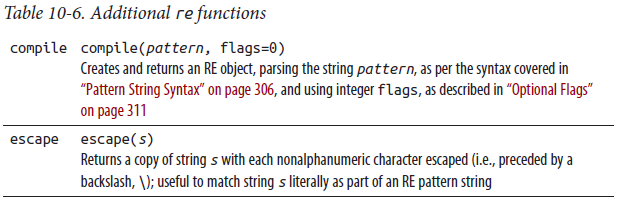 Table 10-6. Additional re functions
compile compile(pattern, flags=0)
Creates and returns an RE object, parsing the string pattern, as per the syntax covered in
“Pattern String Syntax” on page 306, and using integer flags, as described in “Optional Flags”
on page 311
escape escape(s)
Returns a copy of string s with each nonalphanumeric character escaped (i.e., preceded by a
backslash, \); useful to match string s literally as part of an RE pattern string